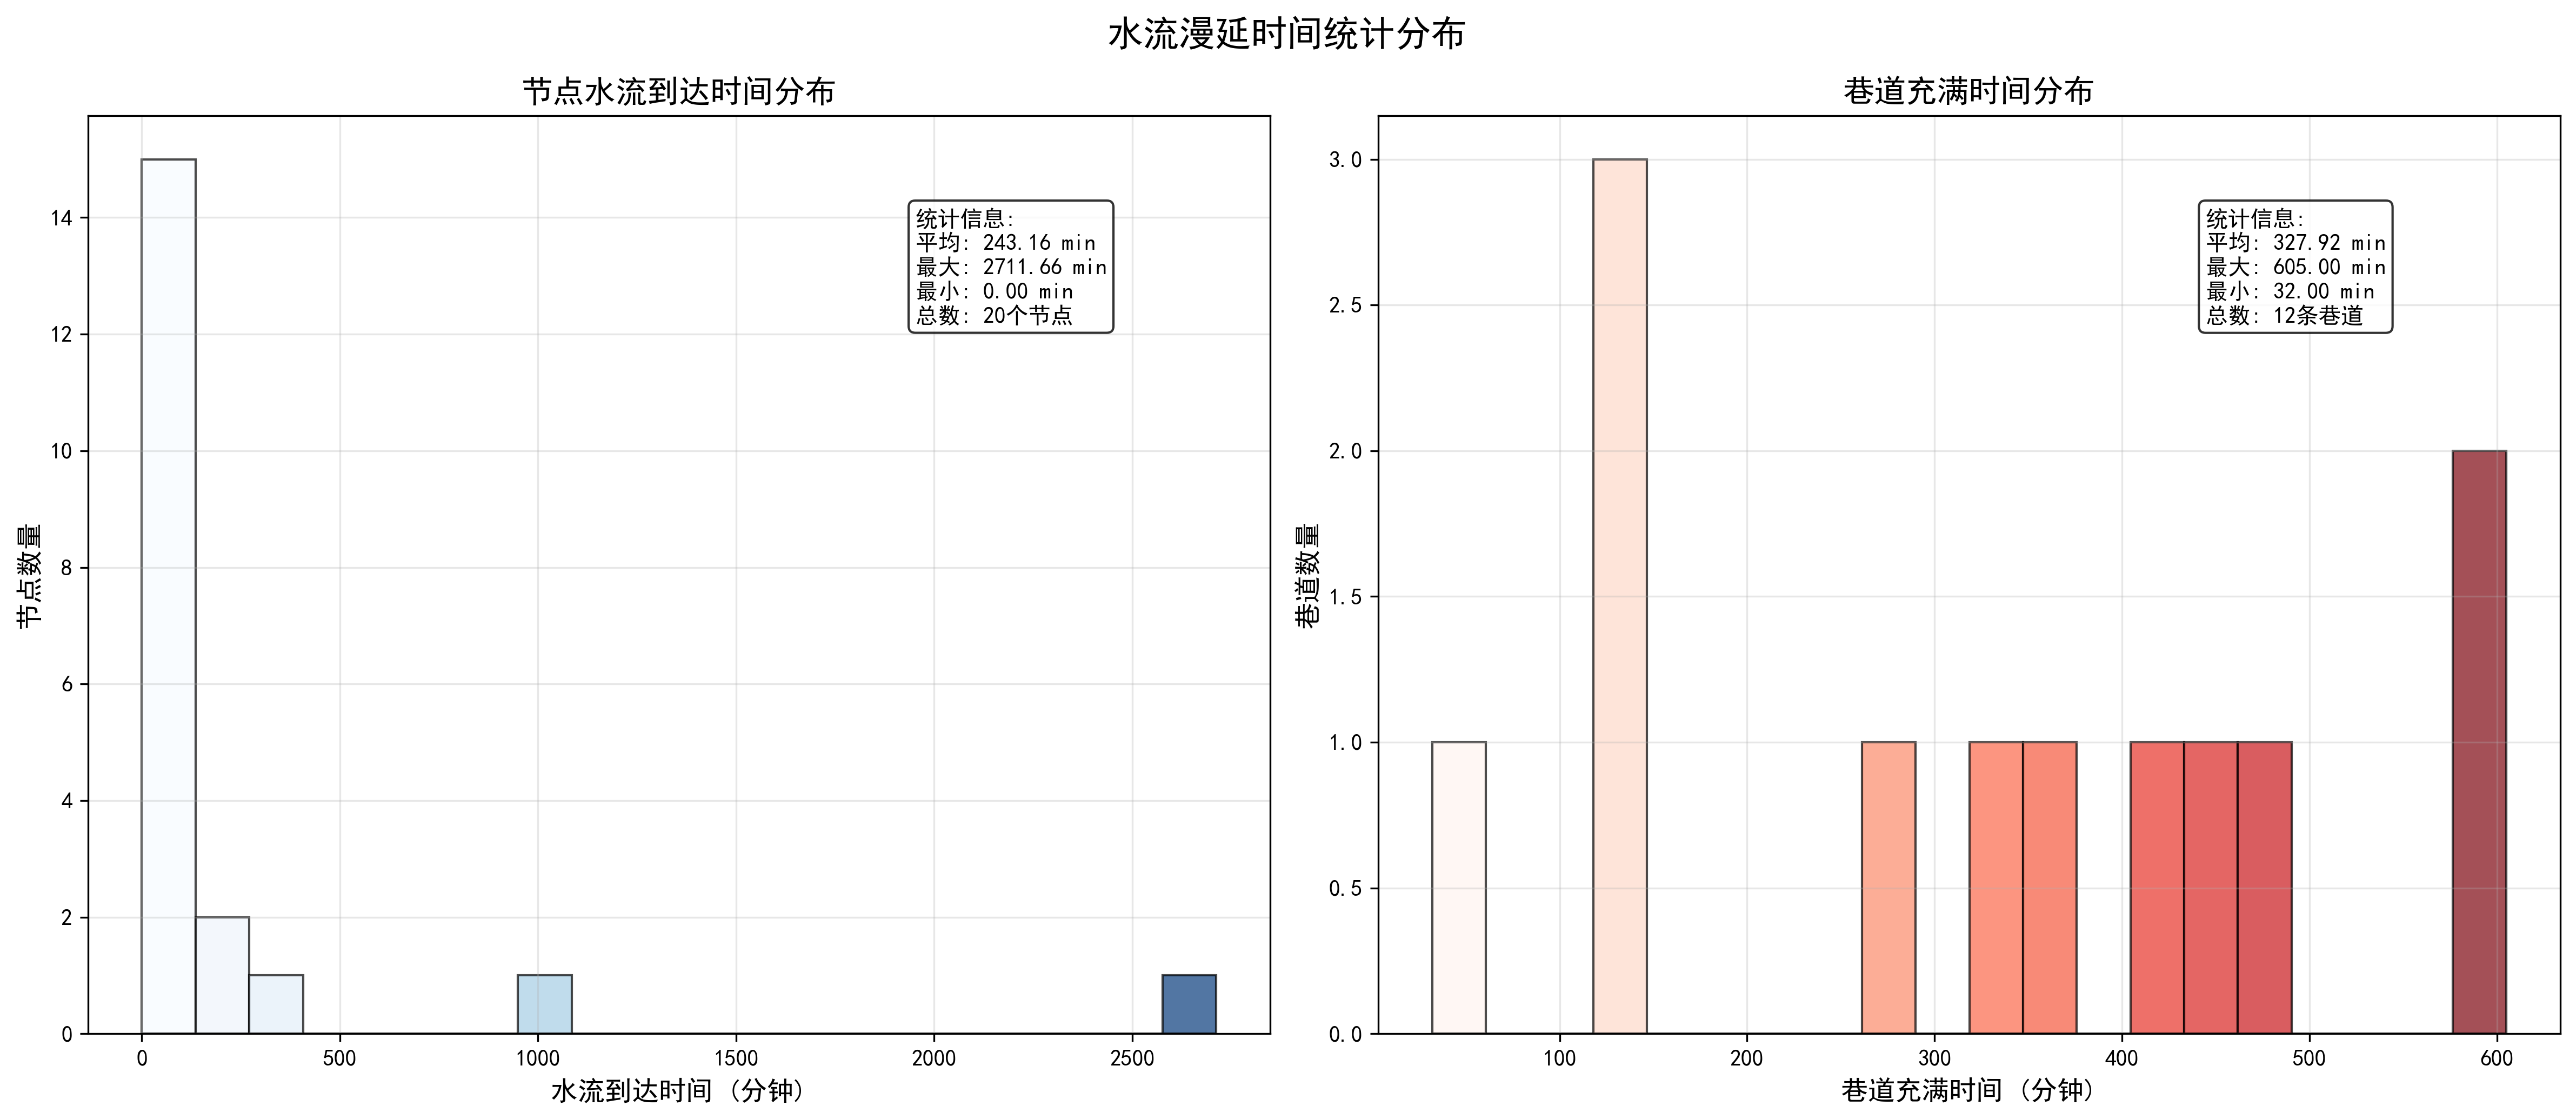 水流漫延时间统计分布
节点水流到达时间分布
节点数量
14
12
10
8
6
4
2
0
统计信息:
平均: 243.16 min
最大: 2711.66 min
最小: 0.00 min
总数: 20个节点
0 500 1000 1500 2000 2500
水流到达时间 (分钟)
巷道充满时间分布
巷道数量
3.0
2.5
2.0
1.5
1.0
0.5
0.0
统计信息:
平均: 327.92 min
最大: 605.00 min
最小: 32.00 min
总数: 12条巷道
100 200 300 400 500 600
巷道充满时间 (分钟)